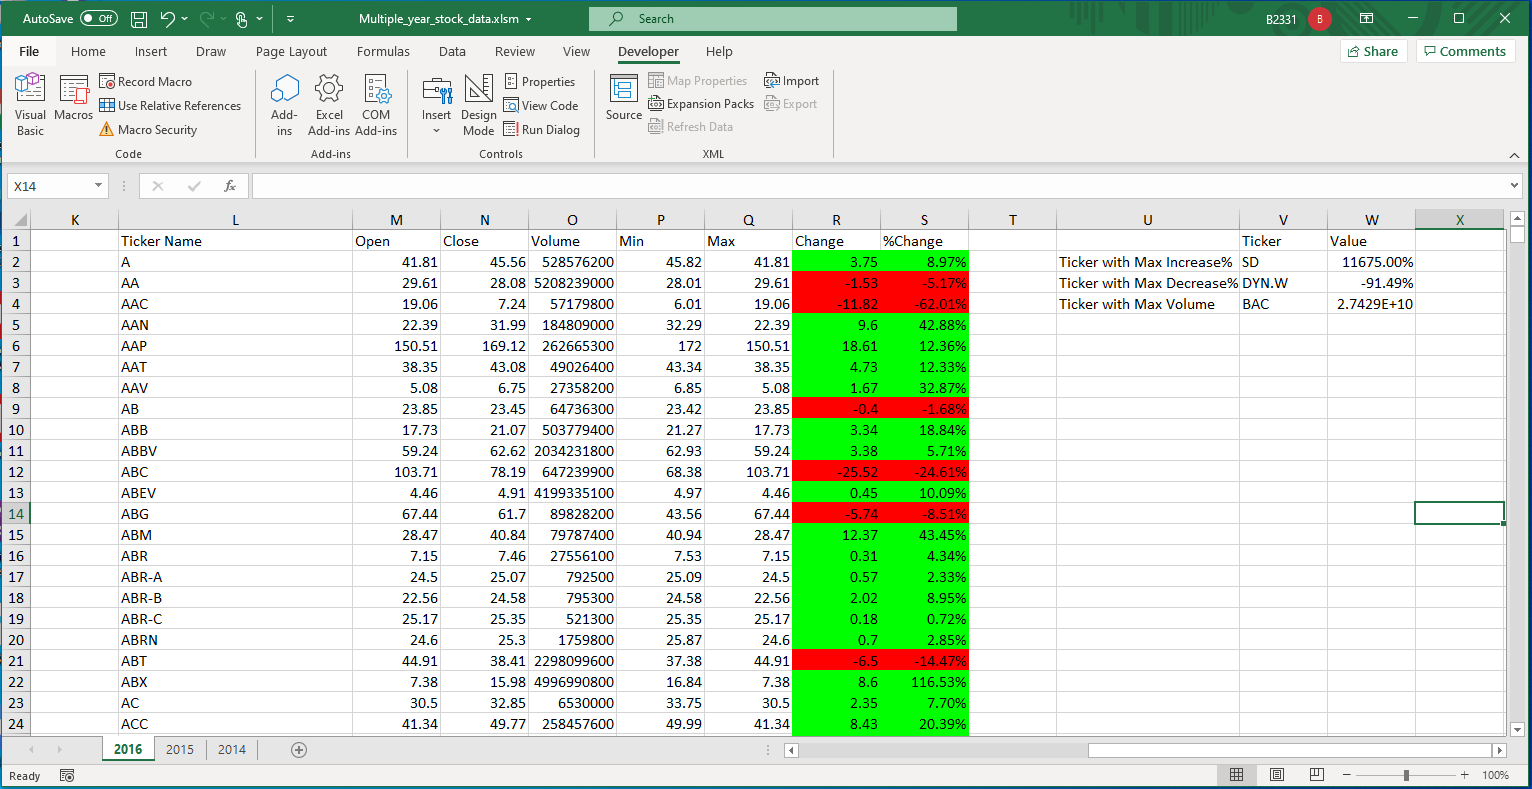 AutoSave Off Multiple_year_stock_data.xlsm Search B2331 B
File Home Insert Draw Page Layout Formulas Data Review View Developer Help Share Comments
Visual Basic
Macros
Record Macro
Use Relative References
Macro Security
Code
Add-ins
Excel Add-ins
COM Add-ins
Add-ins
Insert
Design Mode
Properties
View Code
Run Dialog
Controls
Source
Map Properties
Expansion Packs
Refresh Data
Import
Export
XML
X14 fx
K L M N O P Q R S T U V W X
1 Ticker Name Open Close Volume Min Max Change %Change Ticker Value
2 A 41.81 45.56 528576200 45.82 41.81 3.75 8.97% Ticker with Max Increase% SD 11675.00%
3 AA 29.61 28.08 5208239000 28.01 29.61 -1.53 -5.17% Ticker with Max Decrease% DYN.W -91.49%
4 AAC 19.06 7.24 57179800 6.01 19.06 -11.82 -62.01% Ticker with Max Volume BAC 2.7429E+10
5 AAN 22.39 31.99 184809000 32.29 22.39 9.6 42.88%
6 AAP 150.51 169.12 262665300 172 150.51 18.61 12.36%
7 AAT 38.35 43.08 49026400 43.34 38.35 4.73 12.33%
8 AAV 5.08 6.75 27358200 6.85 5.08 1.67 32.87%
9 AB 23.85 23.45 64736300 23.42 23.85 -0.4 -1.68%
10 ABB 17.73 21.07 503779400 21.27 17.73 3.34 18.84%
11 ABBV 59.24 62.62 2034231800 62.93 59.24 3.38 5.71%
12 ABC 103.71 78.19 647239900 68.38 103.71 -25.52 -24.61%
13 ABEV 4.46 4.91 4199335100 4.97 4.46 0.45 10.09%
14 ABG 67.44 61.7 89828200 43.56 67.44 -5.74 -8.51%
15 ABM 28.47 40.84 79787400 40.94 28.47 12.37 43.45%
16 ABR 7.15 7.46 27556100 7.53 7.15 0.31 4.34%
17 ABR-A 24.5 25.07 792500 25.09 24.5 0.57 2.33%
18 ABR-B 22.56 24.58 795300 24.58 22.56 2.02 8.95%
19 ABR-C 25.17 25.35 521300 25.35 25.17 0.18 0.72%
20 ABRN 24.6 25.3 1759800 25.87 24.6 0.7 2.85%
21 ABT 44.91 38.41 2298099600 37.38 44.91 -6.5 -14.47%
22 ABX 7.38 15.98 4996990800 16.84 7.38 8.6 116.53%
23 AC 30.5 32.85 6530000 33.75 30.5 2.35 7.70%
24 ACC 41.34 49.77 258457600 49.99 41.34 8.43 20.39%
2016 2015 2014
Ready 100%